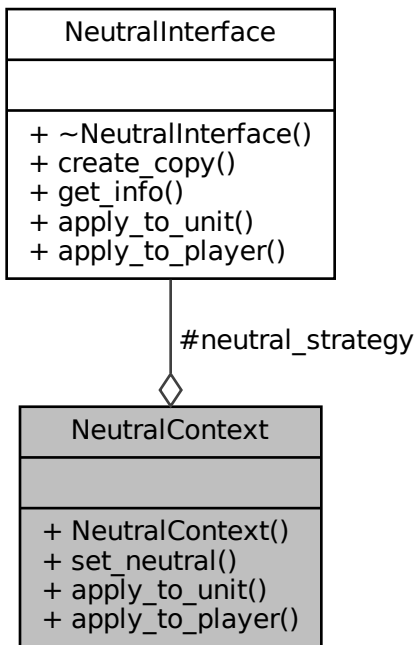 NeutralInterface
+ ~NeutralInterface()
+ create_copy()
+ get_info()
+ apply_to_unit()
+ apply_to_player()
#neutral_strategy
NeutralContext
+ NeutralContext()
+ set_neutral()
+ apply_to_unit()
+ apply_to_player()